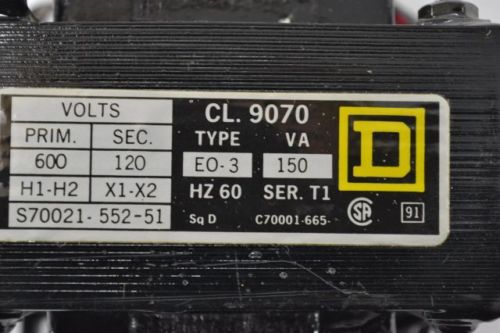 VOLTS
PRIM. SEC.
600 120
H1-H2 X1-X2
S70021- 552-51
CL. 9070
TYPE VA
EO-3 150
HZ 60 SER. T1
Sq D C70001-665-
D
SA
91